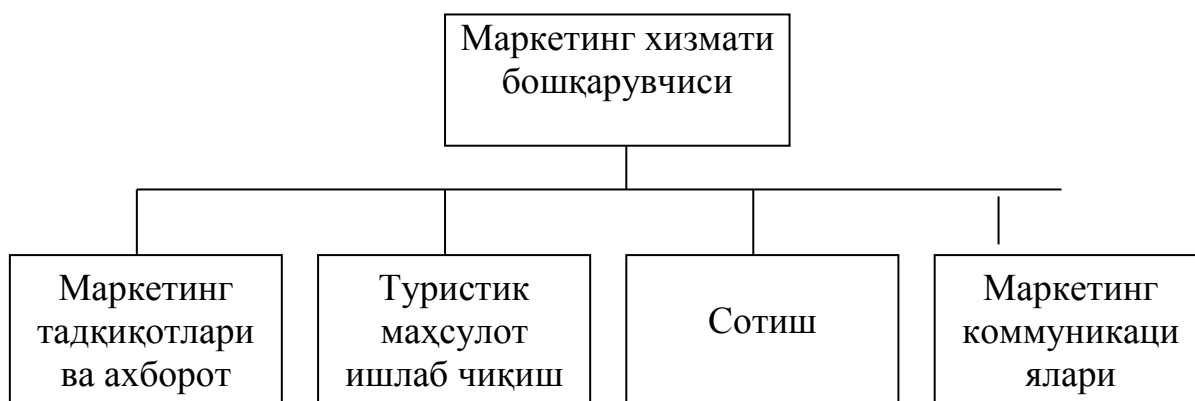 Маркетинг хизмати
бошқарувчиси
Маркетинг
тадқиқотлари
ва ахборот
Туристик
маҳсулот
ишлаб чиқиш
Сотиш
Маркетинг
коммуникаци
ялари